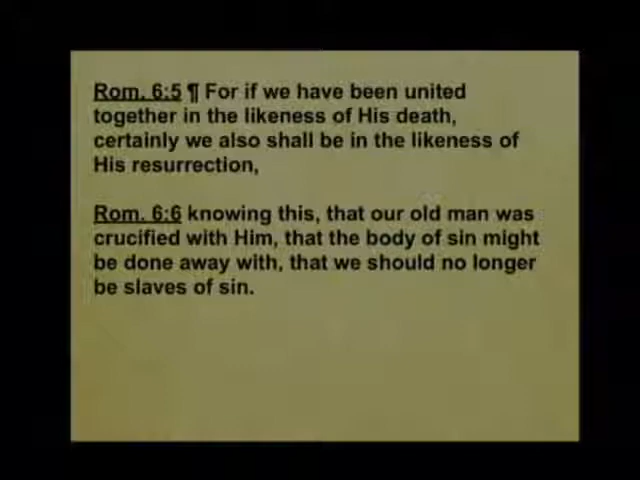 Rom. 6:5 ¶ For if we have been united
together in the likeness of His death,
certainly we also shall be in the likeness of
His resurrection,
Rom. 6:6 knowing this, that our old man was
crucified with Him, that the body of sin might
be done away with, that we should no longer
be slaves of sin.